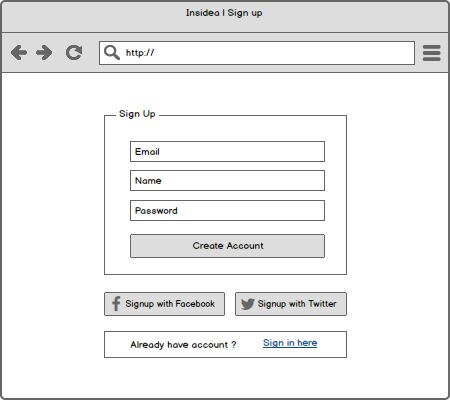 Insidea | Sign up
http://
Sign Up
Email
Name
Password
Create Account
Signup with Facebook
Signup with Twitter
Already have account ? Sign in here